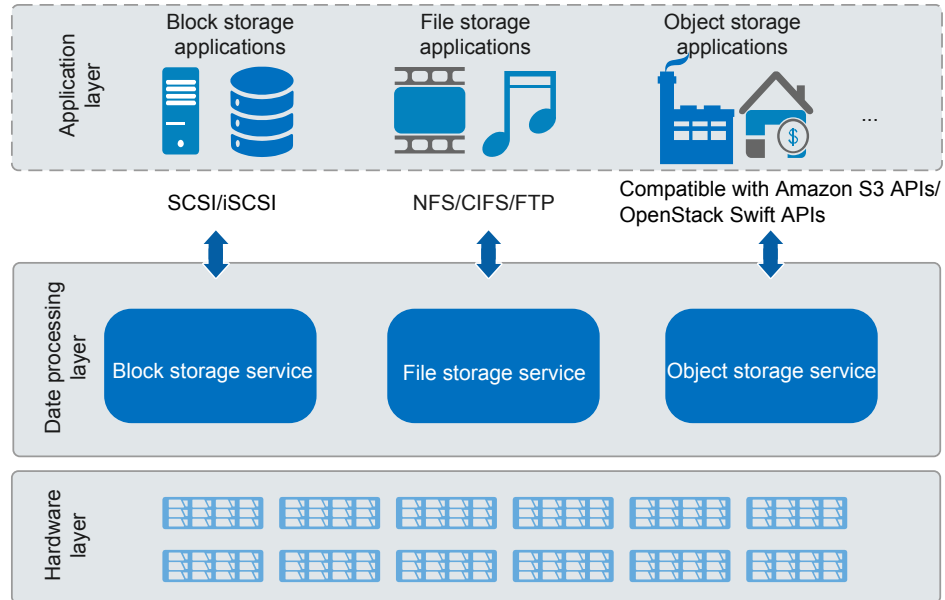 Application
layer
Block storage
applications
File storage
applications
Object storage
applications
$
...
SCSI/iSCSI
NFS/CIFS/FTP
Compatible with Amazon S3 APIs/
OpenStack Swift APIs
Date processing
layer
Block storage service
File storage service
Object storage service
Hardware
layer